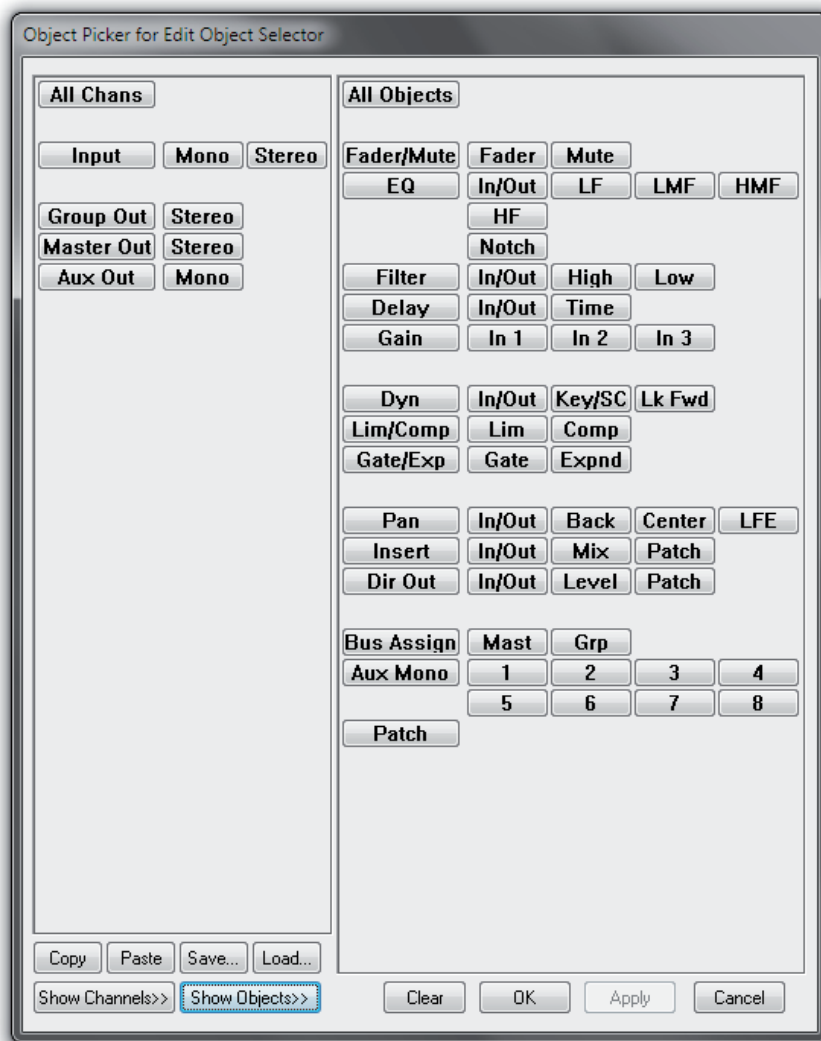 Object Picker for Edit Object Selector
All Chans
Input Mono Stereo
Group Out Stereo
Master Out Stereo
Aux Out Mono
All Objects
Fader/Mute Fader Mute
EQ In/Out LF LMF HMF
HF
Notch
Filter In/Out High Low
Delay In/Out Time
Gain In 1 In 2 In 3
Dyn In/Out Key/SC Lk Fwd
Lim/Comp Lim Comp
Gate/Exp Gate Expnd
Pan In/Out Back Center LFE
Insert In/Out Mix Patch
Dir Out In/Out Level Patch
Bus Assign Mast Grp
Aux Mono 1 2 3 4
5 6 7 8
Patch
Copy Paste Save... Load...
Show Channels>> Show Objects>> Clear OK Apply Cancel